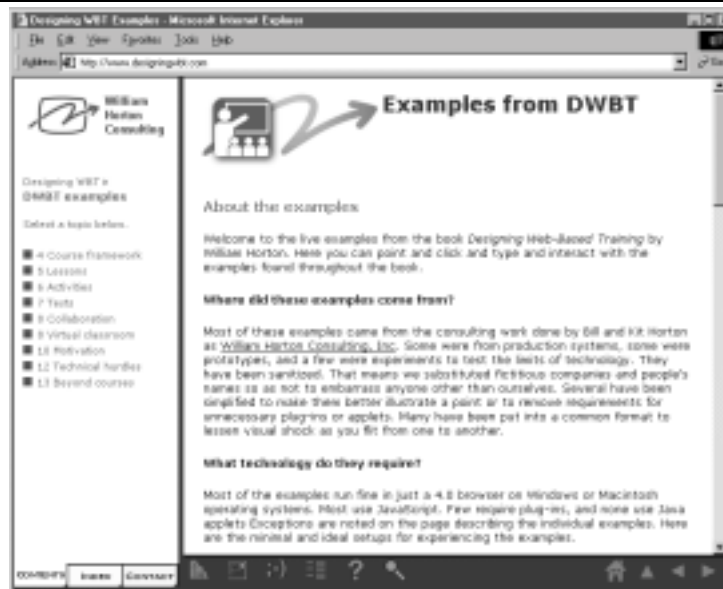 Designing WBT Examples - Microsoft Internet Explorer
File Edit View Favorites Tools Help
Address http://www.designingwbt.com
William
Horton
Consulting
Designing WBT's
DWBT examples
Select a topic below.
4 Course framework
5 Lessons
6 Activities
7 Tests
8 Collaboration
9 Virtual classroom
10 Motivation
12 Technical hurdles
13 Beyond courses
CONTENTS INDEX CONTACT
Examples from DWBT
About the examples
Welcome to the live examples from the book Designing Web-Based Training by
William Horton. Here you can point and click and type and interact with the
examples found throughout the book.
Where did these examples come from?
Most of these examples came from the consulting work done by Bill and Kit Horton
as William Horton Consulting, Inc. Some were from production systems, some were
prototypes, and a few were experiments to test the limits of technology. They
have been sanitized. That means we substituted fictitious companies and people's
names so as not to embarrass anyone other than ourselves. Several have been
simplified to make them better illustrate a point or to remove requirements for
unnecessary plug-ins or applets. Many have been put into a common format to
lessen visual shock as you flit from one to another.
What technology do they require?
Most of the examples run fine in just a 4.0 browser on Windows or Macintosh
operating systems. Most use JavaScript. Few require plug-ins, and none use Java
applets Exceptions are noted on the page describing the individual examples. Here
are the minimal and ideal setups for experiencing the examples.